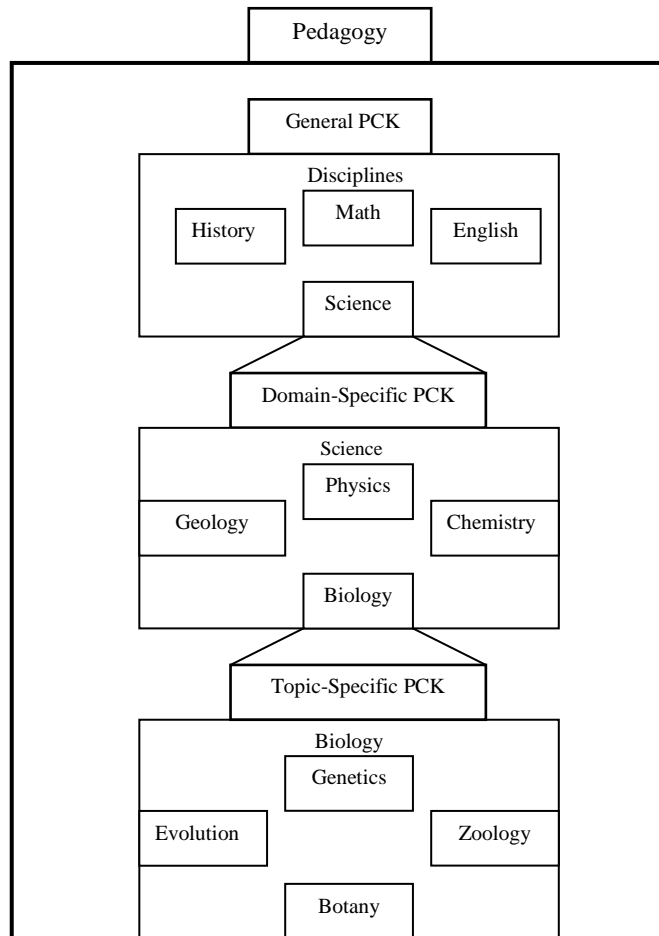 Pedagogy
General PCK
Disciplines
Math
History
English
Science
Domain-Specific PCK
Science
Physics
Geology
Chemistry
Biology
Topic-Specific PCK
Biology
Genetics
Evolution
Zoology
Botany